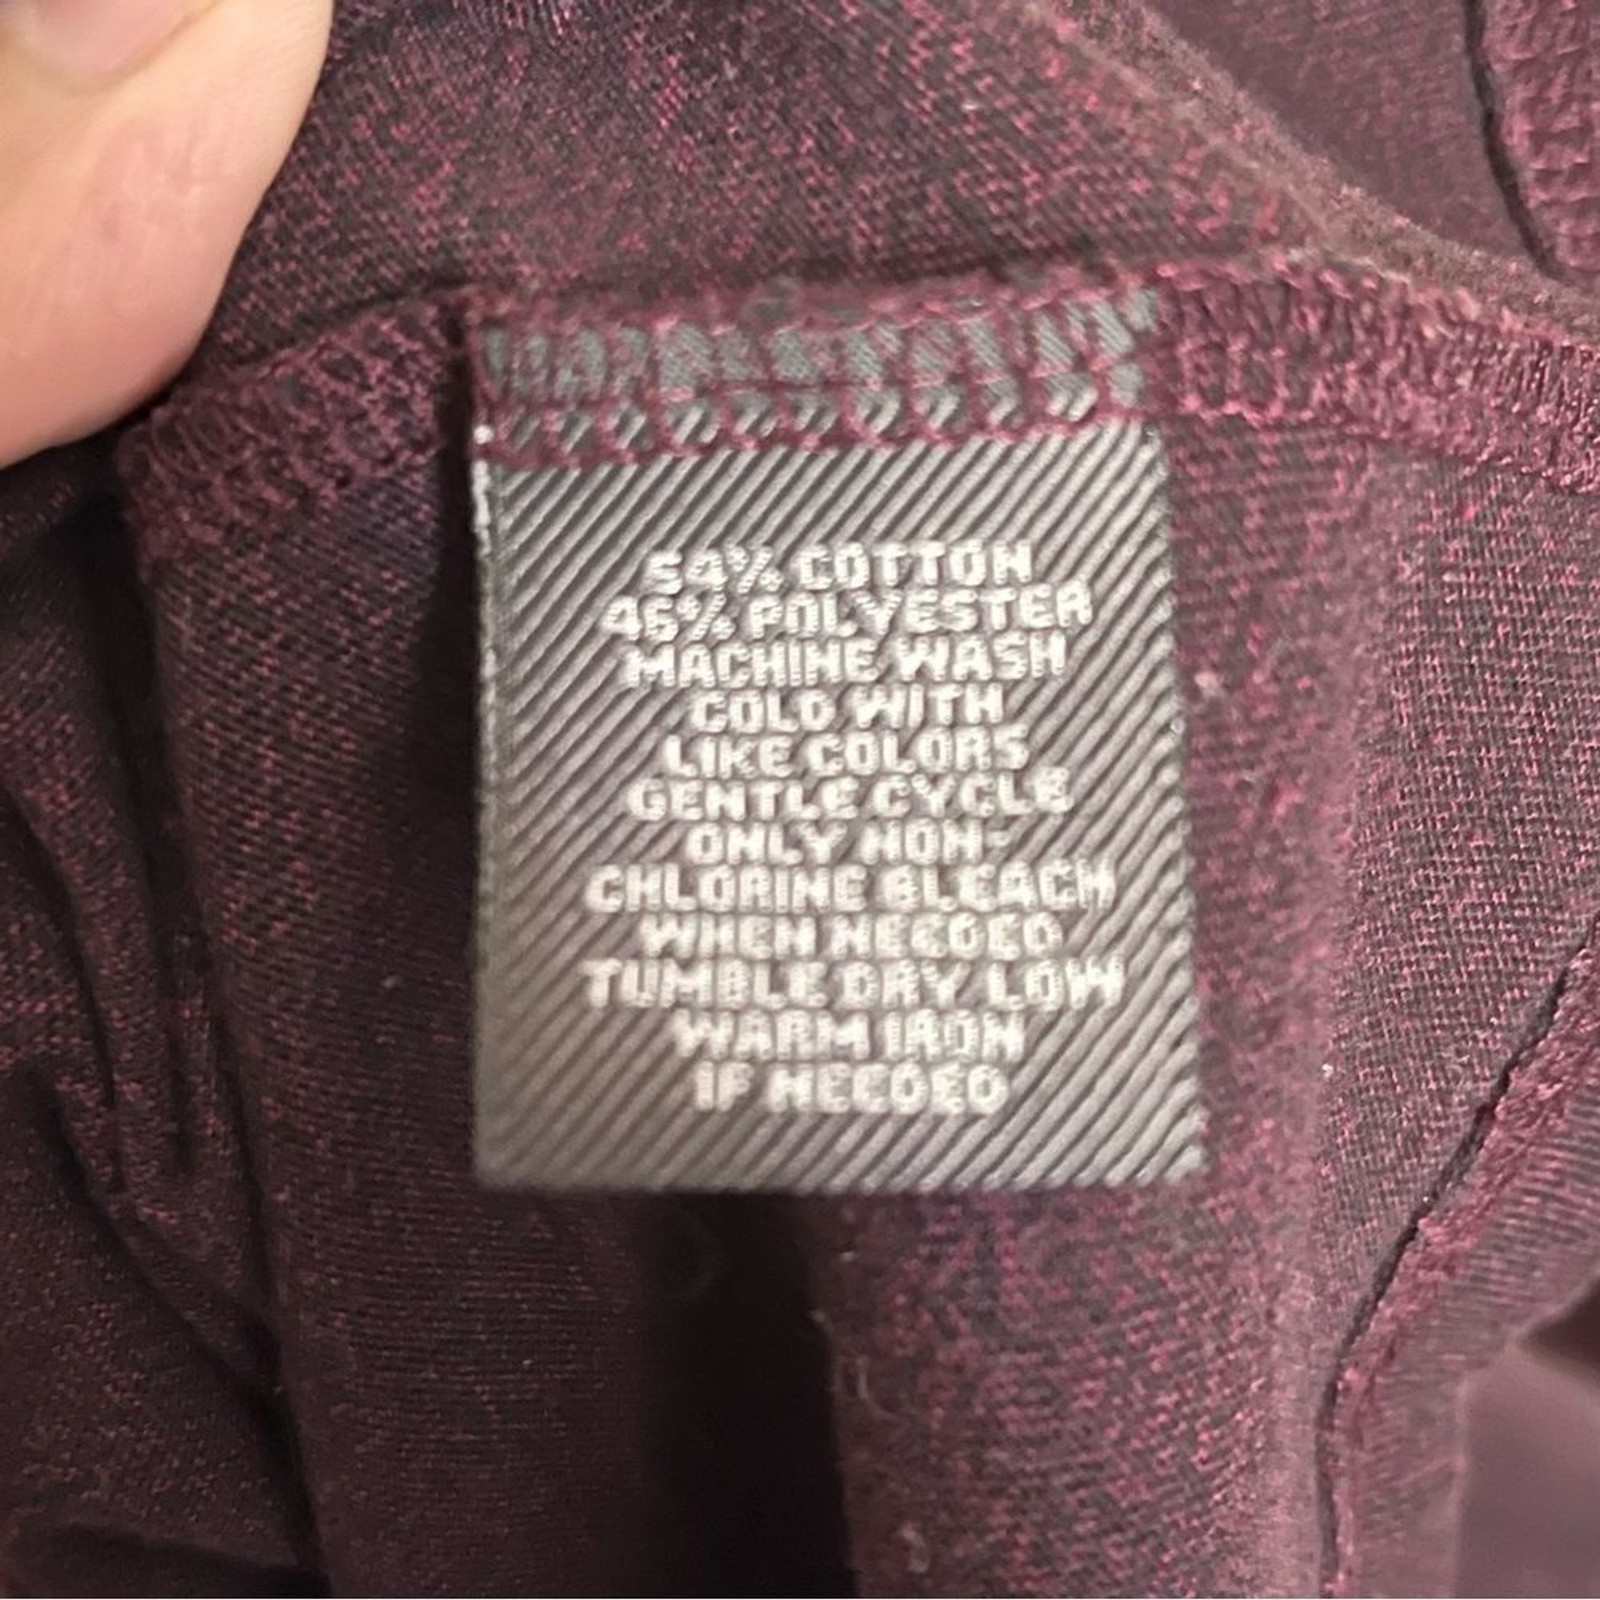 54% COTTON
46% POLYESTER
MACHINE WASH
COLD WITH
LIKE COLORS
GENTLE CYCLE
ONLY NON-
CHLORINE BLEACH
WHEN NEEDED
TUMBLE DRY LOW
WARM IRON
IF NEEDED